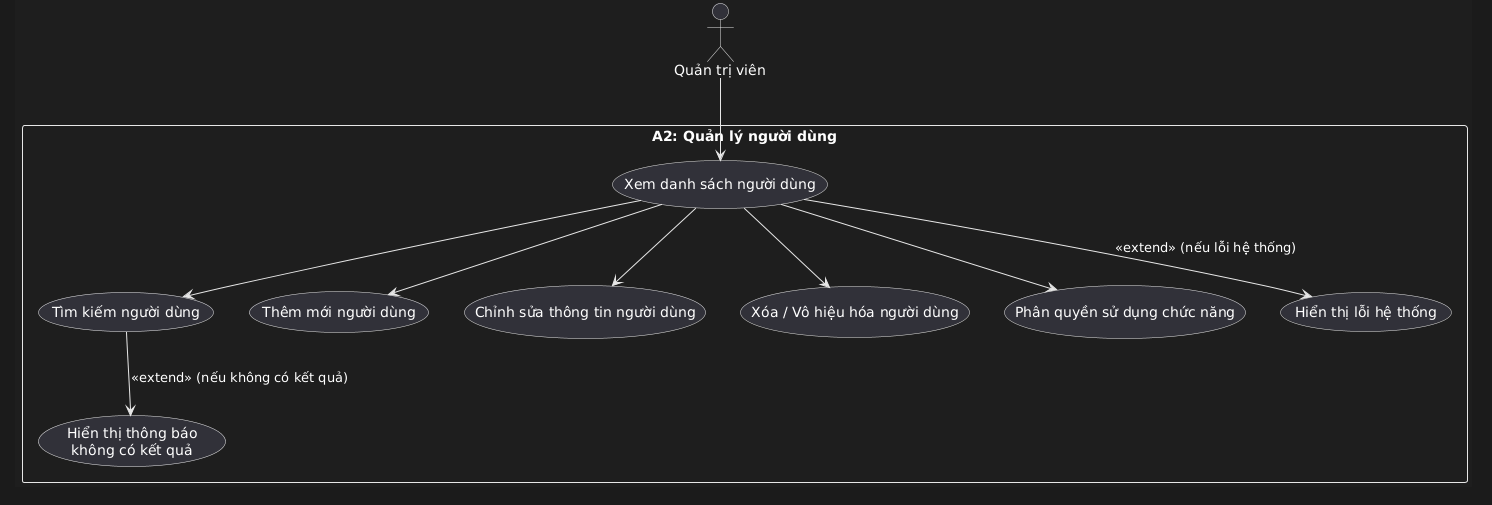 Quản trị viên
A2: Quản lý người dùng
Xem danh sách người dùng
«extend» (nếu lỗi hệ thống)
Tìm kiếm người dùng
Thêm mới người dùng
Chỉnh sửa thông tin người dùng
Xóa / Vô hiệu hóa người dùng
Phân quyền sử dụng chức năng
Hiển thị lỗi hệ thống
«extend» (nếu không có kết quả)
Hiển thị thông báo
không có kết quả